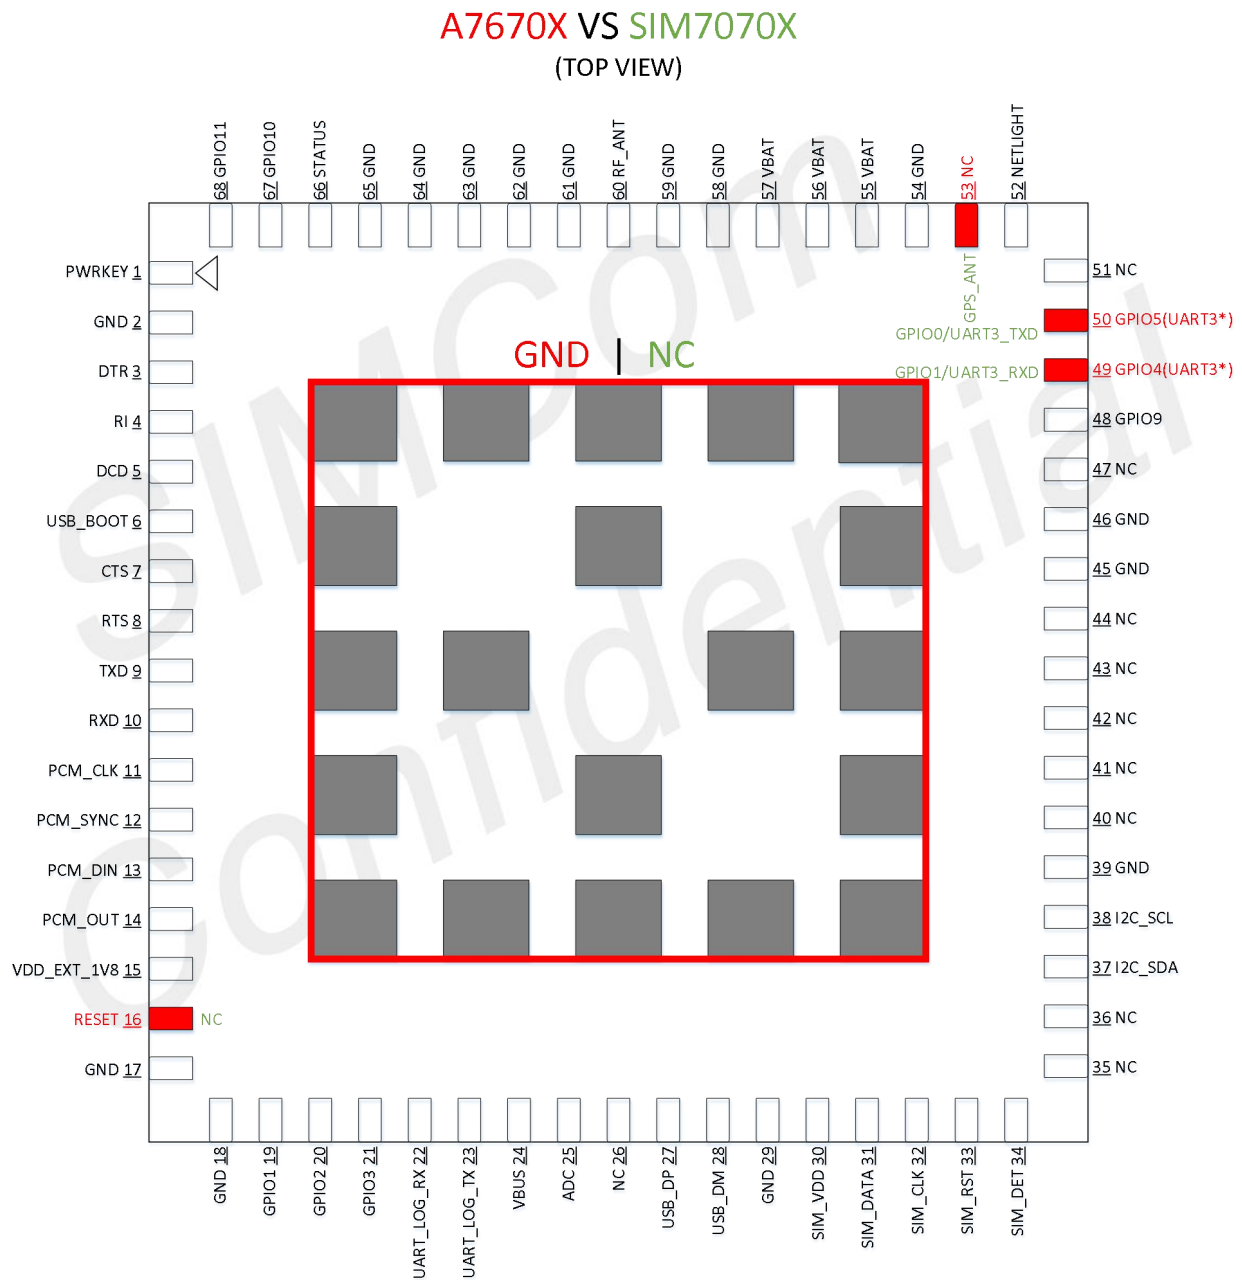 A7670X VS SIM7070X
(TOP VIEW)
68 GPIO11
67 GPIO10
66 STATUS
65 GND
64 GND
63 GND
62 GND
61 GND
60 RF_ANT
59 GND
58 GND
57 VBAT
56 VBAT
55 VBAT
54 GND
53 NC
52 NETLIGHT
GPS_ANT
PWRKEY 1
GND 2
DTR 3
RI 4
DCD 5
USB_BOOT 6
CTS 7
RTS 8
TXD 9
RXD 10
PCM_CLK 11
PCM_SYNC 12
PCM_DIN 13
PCM_OUT 14
VDD_EXT_1V8 15
RESET 16 NC
GND 17
GND | NC
SIMCom
Confidential
51 NC
GPIO0/UART3_TXD 50 GPIO5(UART3*)
GPIO1/UART3_RXD 49 GPIO4(UART3*)
48 GPIO9
47 NC
46 GND
45 GND
44 NC
43 NC
42 NC
41 NC
40 NC
39 GND
38 I2C_SCL
37 I2C_SDA
36 NC
35 NC
GND 18
GPIO1 19
GPIO2 20
GPIO3 21
UART_LOG_RX 22
UART_LOG_TX 23
VBUS 24
ADC 25
NC 26
USB_DP 27
USB_DM 28
GND 29
SIM_VDD 30
SIM_DATA 31
SIM_CLK 32
SIM_RST 33
SIM_DET 34